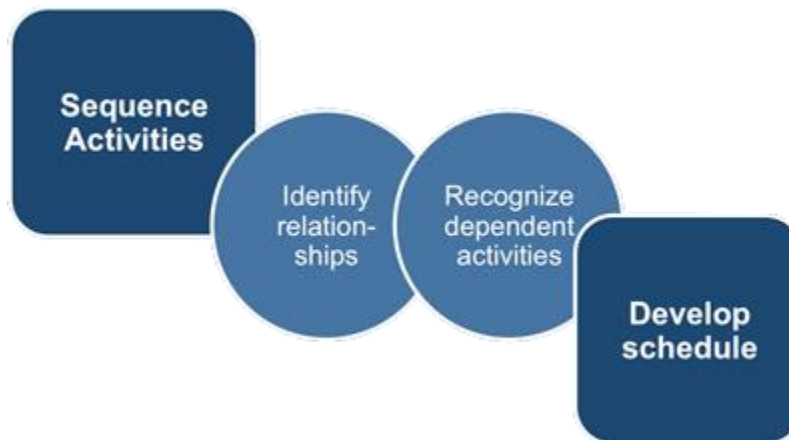 Sequence
Activities
Identify
relation-
ships
Recognize
dependent
activities
Develop
schedule